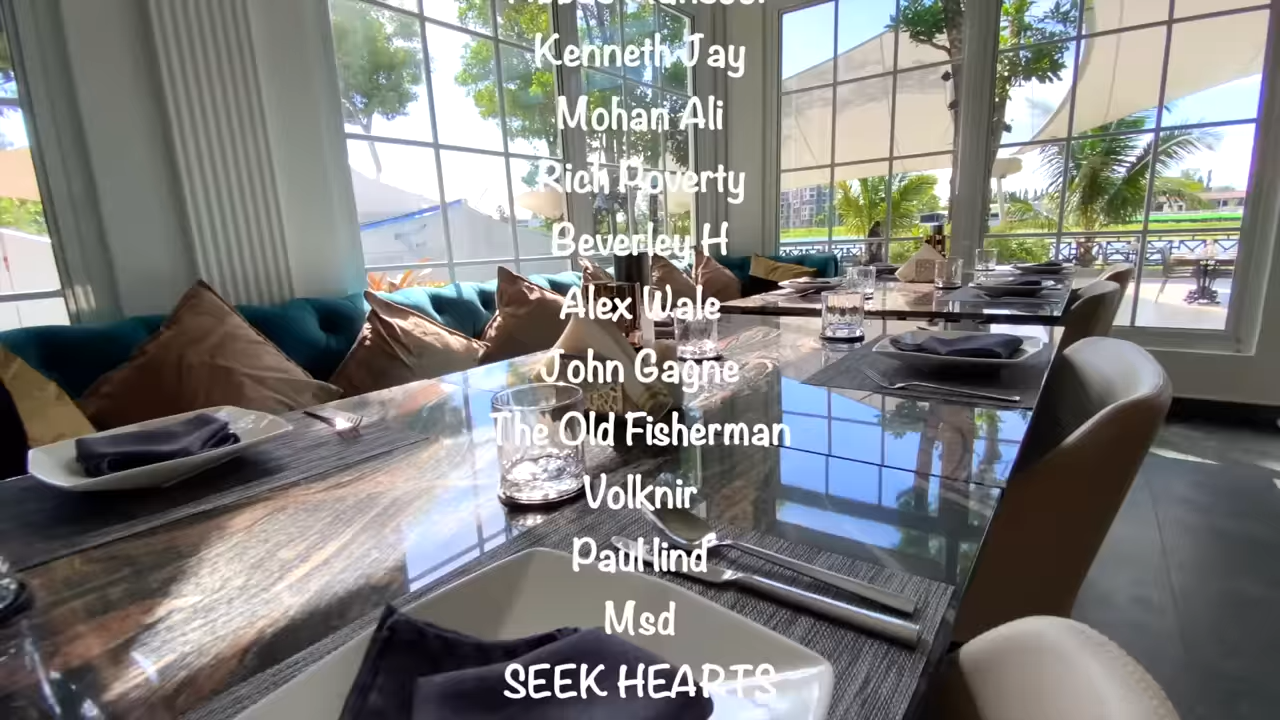 Kenneth Jay
Mohan Ali
Rich Poverty
Beverley H
Alex Wale
John Gagne
The Old Fisherman
Volknir
Paul lind
Msd
SEEK HEARTS